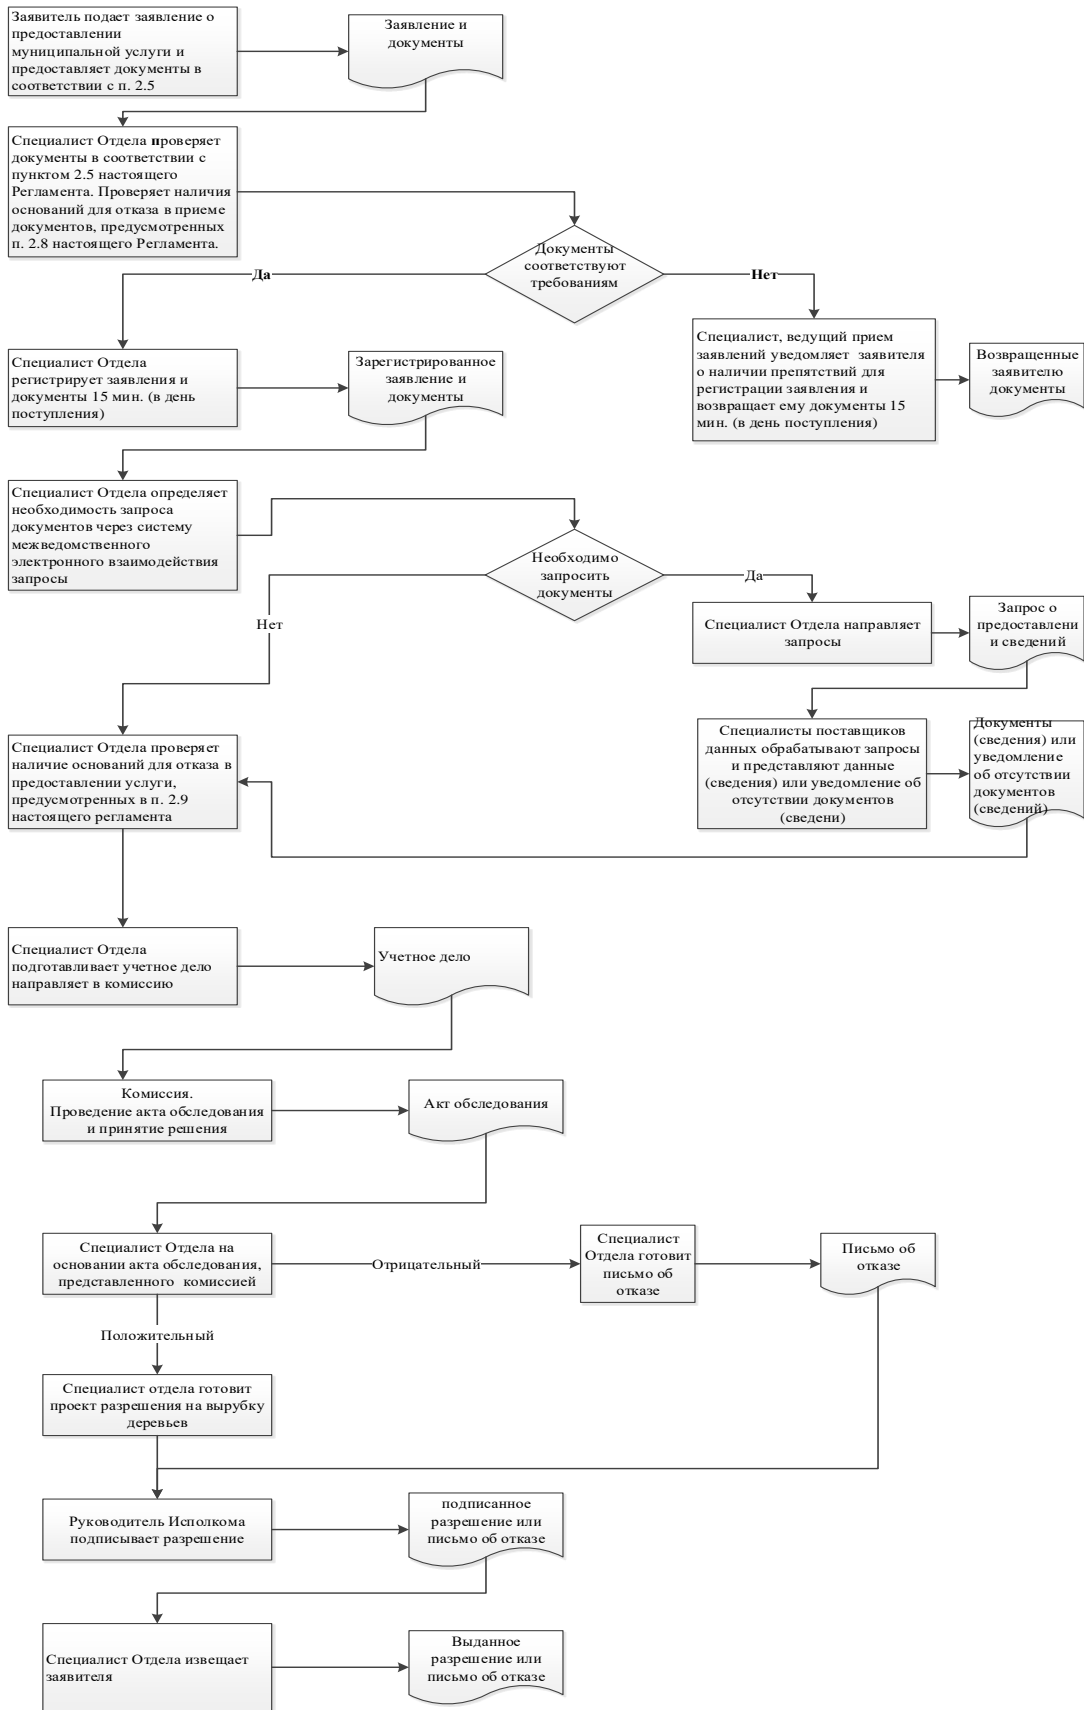 Заявитель подает заявление о
предоставлении
муниципальной услуги и
предоставляет документы в
соответствии с п. 2.5
Заявление и
документы
Специалист Отдела проверяет
документы в соответствии с
пунктом 2.5 настоящего
Регламента. Проверяет наличия
оснований для отказа в приеме
документов, предусмотренных
п. 2.8 настоящего Регламента.
Документы
соответствуют
требованиям
Да
Нет
Специалист Отдела
регистрирует заявления и
документы 15 мин. (в день
поступления)
Зарегистрированное
заявление и
документы
Специалист, ведущий прием
заявлений уведомляет заявителя
о наличии препятствий для
регистрации заявления и
возвращает ему документы 15
мин. (в день поступления)
Возвращенные
заявителю
документы
Специалист Отдела определяет
необходимость запроса
документов через систему
межведомственного
электронного взаимодействия
запросы
Необходимо
запросить
документы
Да
Нет
Специалист Отдела направляет
запросы
Запрос о
предоставлени
и сведений
Специалист Отдела проверяет
наличие оснований для отказа в
предоставлении услуги,
предусмотренных в п. 2.9
настоящего регламента
Специалисты поставщиков
данных обрабатывают запросы
и представляют данные
(сведения) или уведомление об
отсутствии документов
(сведени)
Документы
(сведения) или
уведомление
об отсутствии
документов
(сведений)
Специалист Отдела
подготавливает учетное дело
направляет в комиссию
Учетное дело
Комиссия.
Проведение акта обследования
и принятие решения
Акт обследования
Специалист Отдела на
основании акта обследования,
представленного комиссией
Отрицательный
Специалист
Отдела готовит
письмо об
отказе
Письмо об
отказе
Положительный
Специалист отдела готовит
проект разрешения на вырубку
деревьев
Руководитель Исполкома
подписывает разрешение
подписанное
разрешение или
письмо об отказе
Специалист Отдела извещает
заявителя
Выданное
разрешение или
письмо об отказе